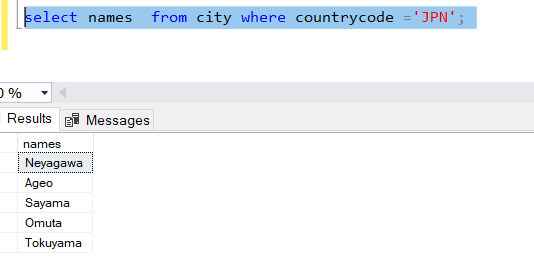 select names  from city where countrycode ='JPN';
0 %
Results
Messages
names
Neyagawa
Ageo
Sayama
Omuta
Tokuyama